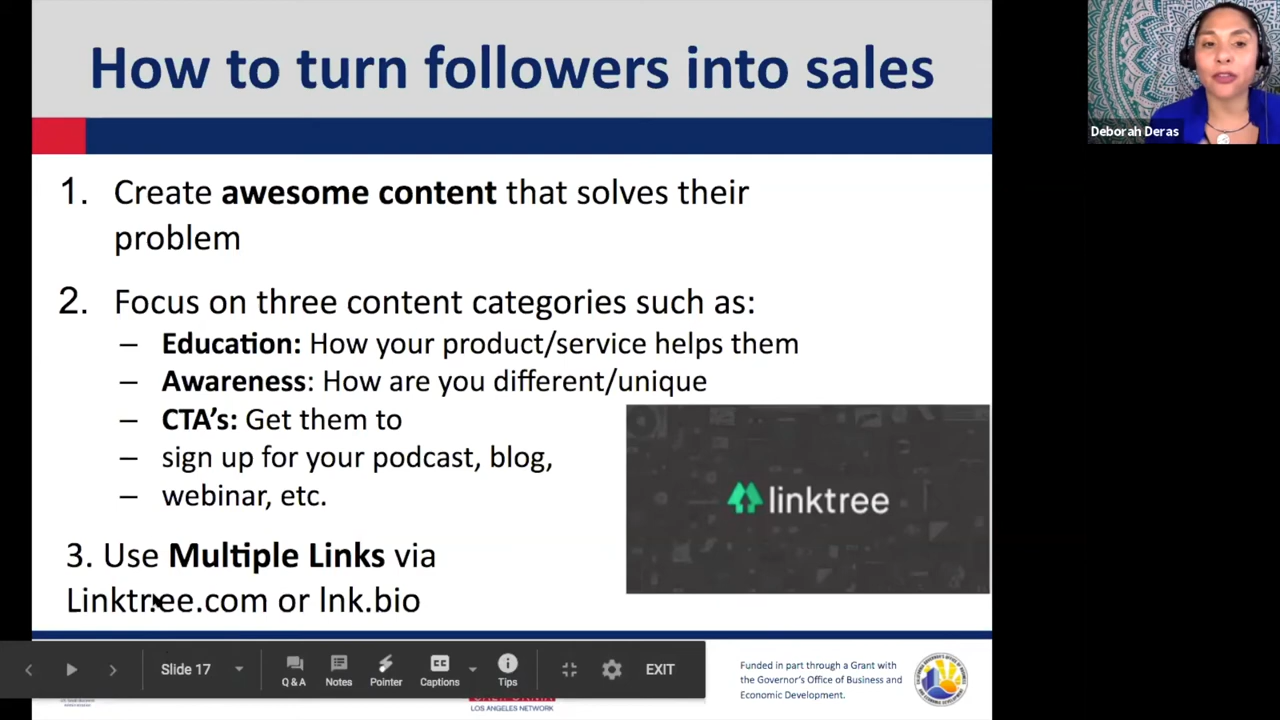 How to turn followers into sales
Deborah Deras
1. Create awesome content that solves their
problem
2. Focus on three content categories such as:
– Education: How your product/service helps them
– Awareness: How are you different/unique
– CTA’s: Get them to
– sign up for your podcast, blog,
– webinar, etc.
linktree
3. Use Multiple Links via
Linktree.com or lnk.bio
Slide 17
Q & A
Notes
Pointer
CC
Captions
Tips
EXIT
LOS ANGELES NETWORK
Funded in part through a Grant with
the Governor’s Office of Business and
Economic Development.